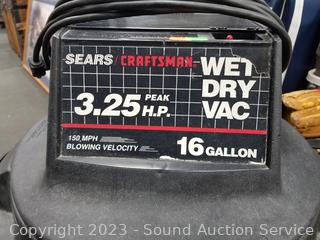 SEARS / CRAFTSMAN
WET
DRY
VAC
3.25 PEAK H.P.
150 MPH
BLOWING VELOCITY
16 GALLON
Copyright © 2023 - Sound Auction Service